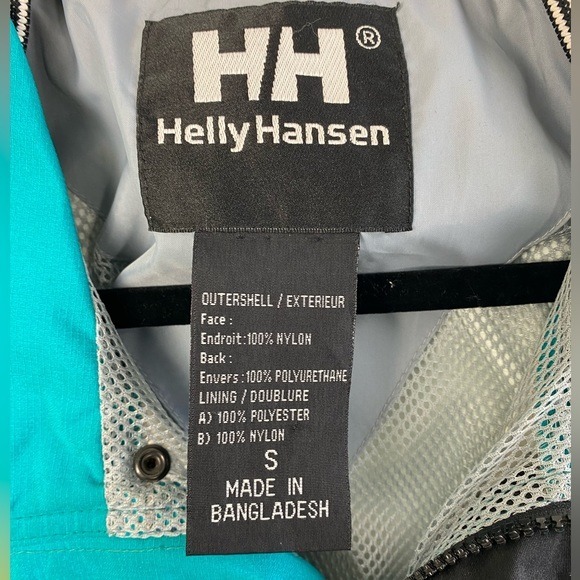 HH®
Helly Hansen
OUTERSHELL / EXTERIEUR
Face :
Endroit:100% NYLON
Back :
Envers :100% POLYURETHANE
LINING / DOUBLURE
A) 100% POLYESTER
B) 100% NYLON
S
MADE IN
BANGLADESH